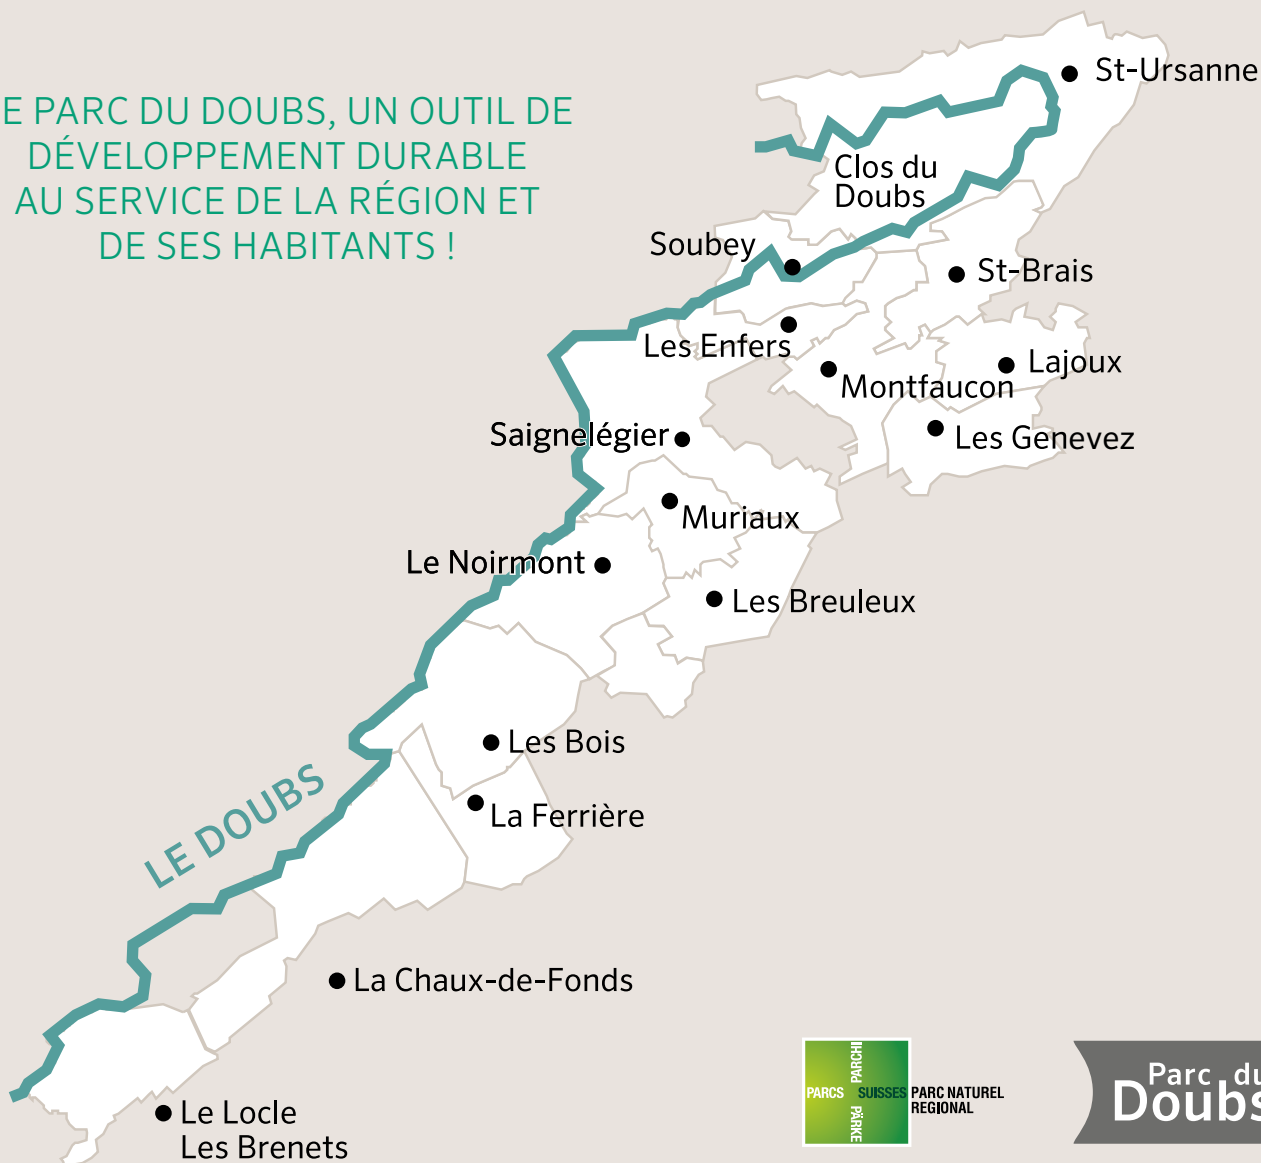 E PARC DU DOUBS, UN OUTIL DE
DÉVELOPPEMENT DURABLE
AU SERVICE DE LA RÉGION ET
DE SES HABITANTS !
St-Ursanne
Clos du
Doubs
Soubey
St-Brais
Les Enfers
Lajoux
Montfaucon
Saignelégier
Les Genevez
Muriaux
Le Noirmont
Les Breuleux
Les Bois
La Ferrière
LE DOUBS
La Chaux-de-Fonds
Le Locle
Les Brenets
PARCHI
PARCS SUISSES
PÄRKE
PARC NATUREL
REGIONAL
Parc du
Doubs